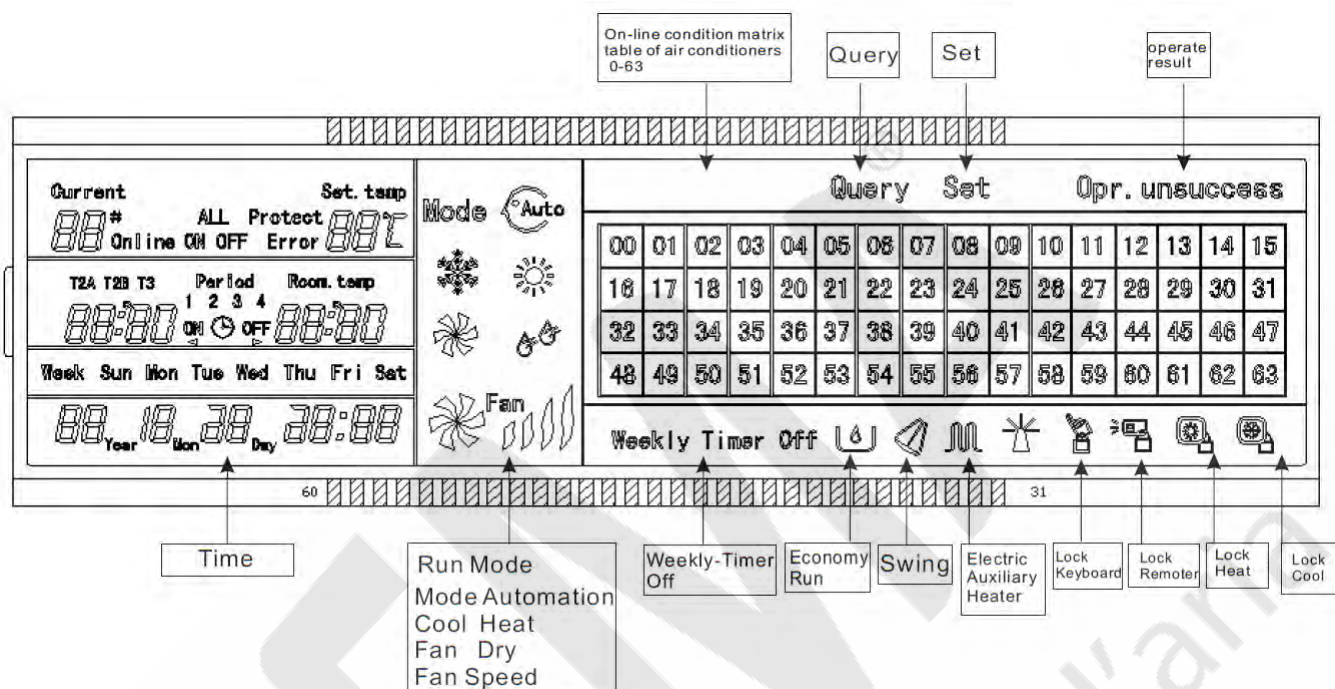 On-line condition matrix
table of air conditioners
0-63
Query
Set
operate
result
Current
Set.temp
88# ALL Protect 88℃
Online ON OFF Error
T2A T2B T3 Period Room.temp
1 2 3 4
88:88 ON OFF 88:88
Week Sun Mon Tue Wed Thu Fri Sat
88 Year 18 Mon 38 Day 28:88
Mode Auto
Fan
Query Set Opr.unsuccess
00 01 02 03 04 05 06 07 08 09 10 11 12 13 14 15
16 17 18 19 20 21 22 23 24 25 26 27 28 29 30 31
32 33 34 35 36 37 38 39 40 41 42 43 44 45 46 47
48 49 50 51 52 53 54 55 56 57 58 59 60 61 62 63
Weekly Timer Off
60
31
Time
Run Mode
Mode Automation
Cool Heat
Fan Dry
Fan Speed
Weekly-Timer
Off
Economy
Run
Swing
Electric
Auxiliary
Heater
Lock
Keyboard
Lock
Remoter
Lock
Heat
Lock
Cool
l'aria
®